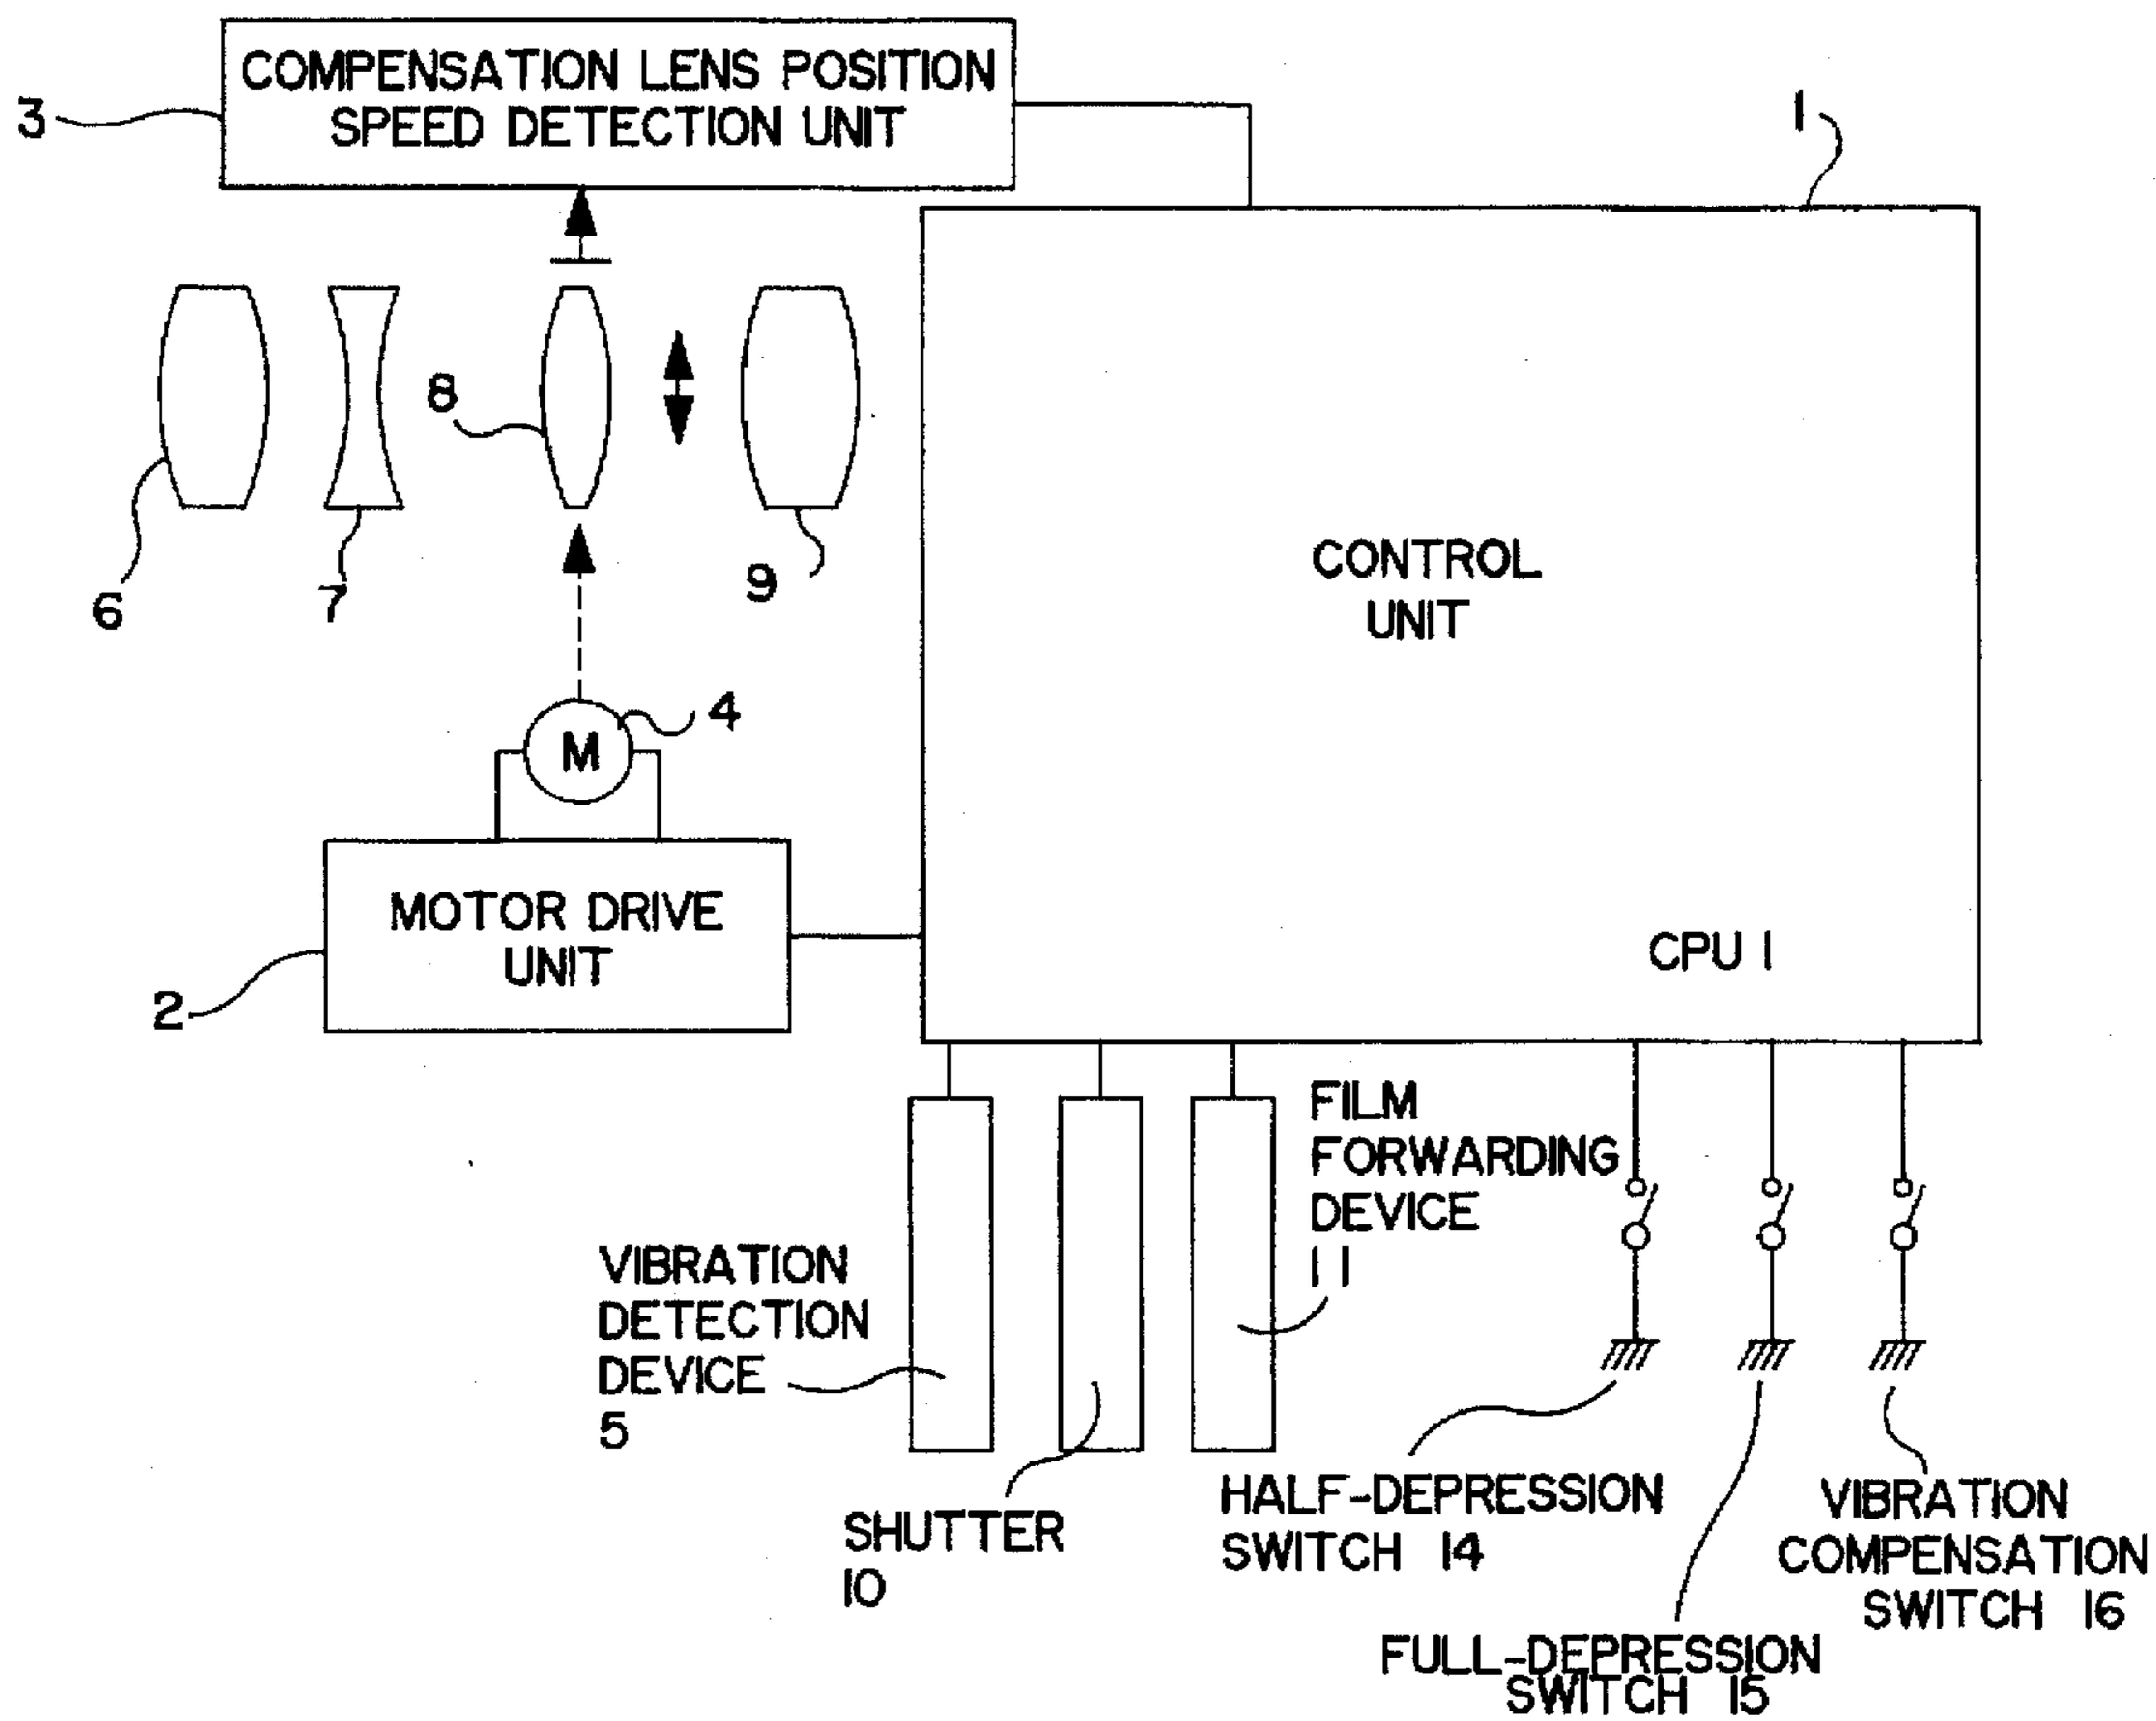 COMPENSATION LENS POSITION
SPEED DETECTION UNIT
3
1
8
6
7
9
CONTROL
UNIT
4
M
MOTOR DRIVE
UNIT
2
CPU 1
FILM
FORWARDING
DEVICE
11
VIBRATION
DETECTION
DEVICE
5
SHUTTER
10
HALF-DEPRESSION
SWITCH 14
VIBRATION
COMPENSATION
SWITCH 16
FULL-DEPRESSION
SWITCH 15